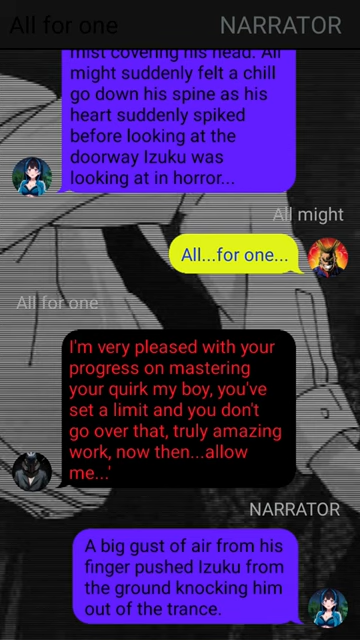 All for one
NARRATOR
mist covering his head. All
might suddenly felt a chill
go down his spine as his
heart suddenly spiked
before looking at the
doorway Izuku was
looking at in horror...
All might
All...for one...
All for one
I'm very pleased with your
progress on mastering
your quirk my boy, you've
set a limit and you don't
go over that, truly amazing
work, now then...allow
me...'
NARRATOR
A big gust of air from his
finger pushed Izuku from
the ground knocking him
out of the trance.